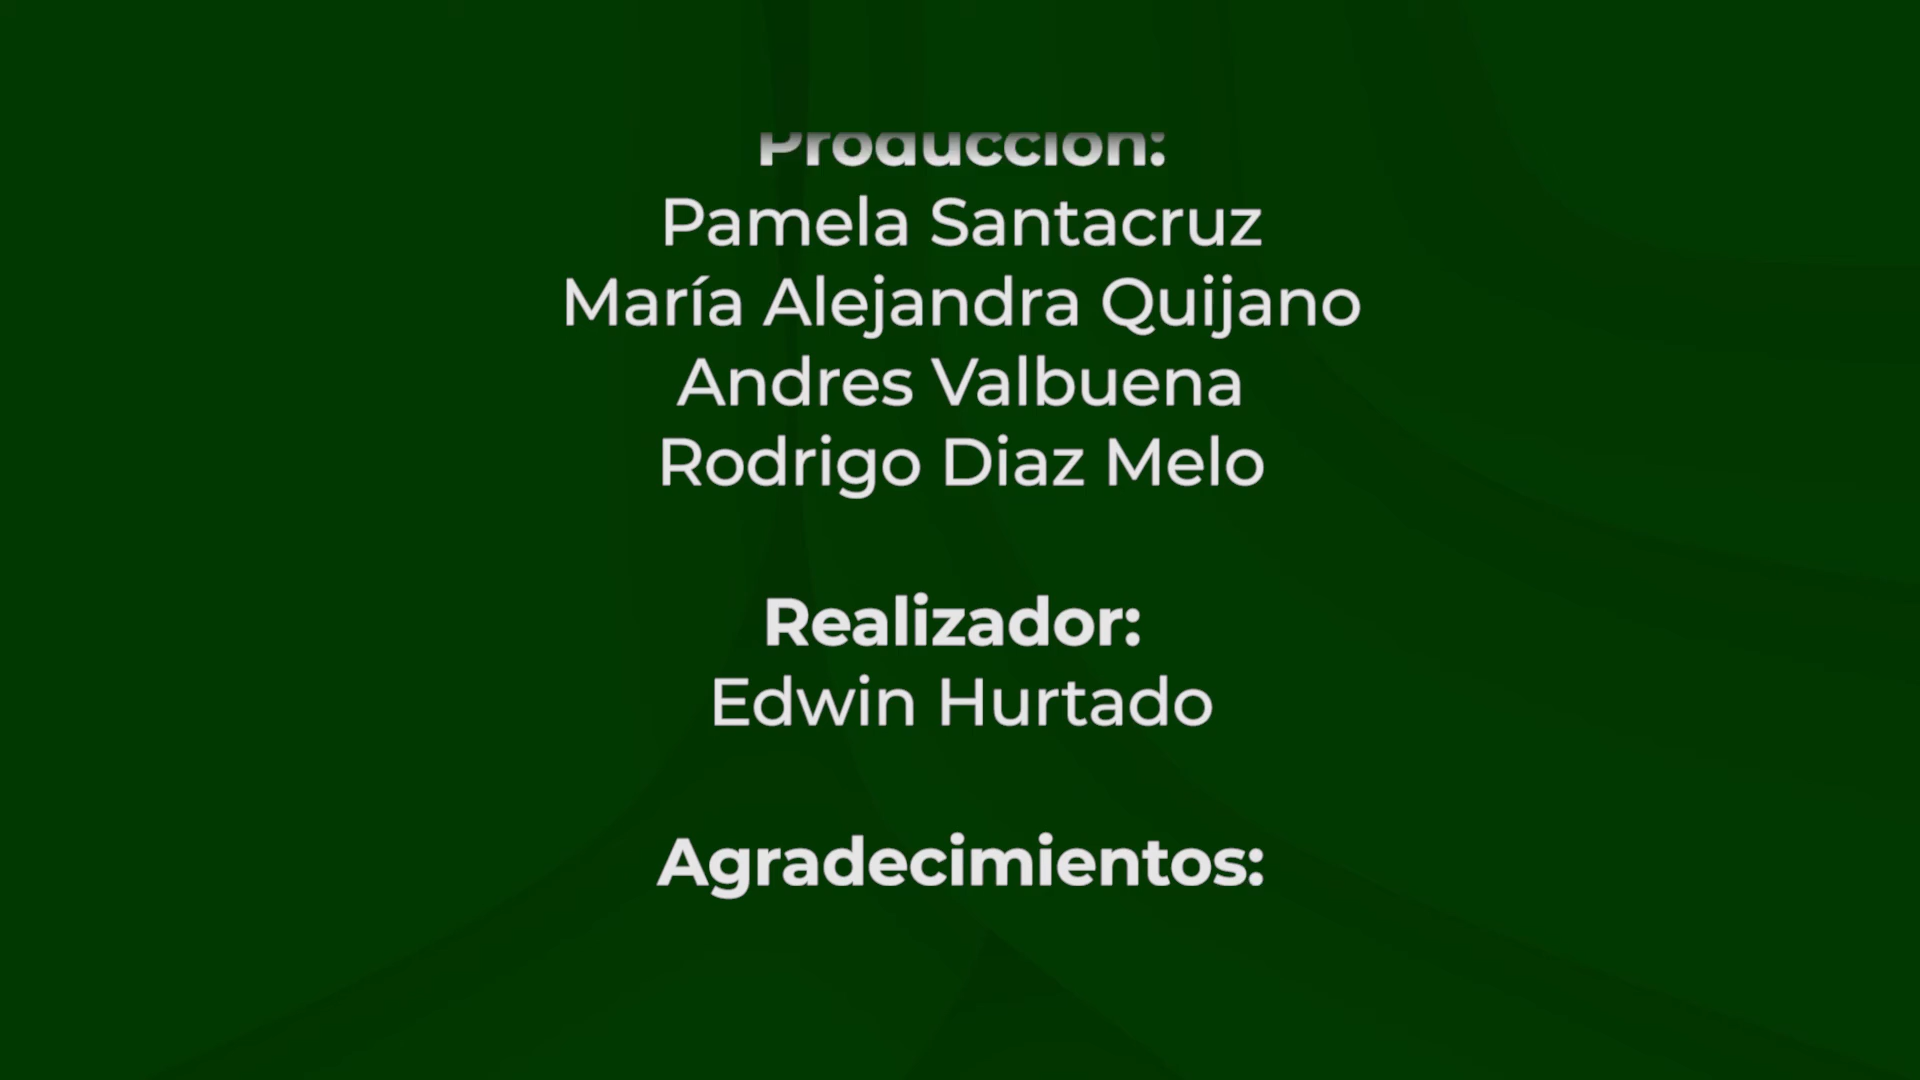 Producción:
Pamela Santacruz
María Alejandra Quijano
Andres Valbuena
Rodrigo Diaz Melo
Realizador:
Edwin Hurtado
Agradecimientos: